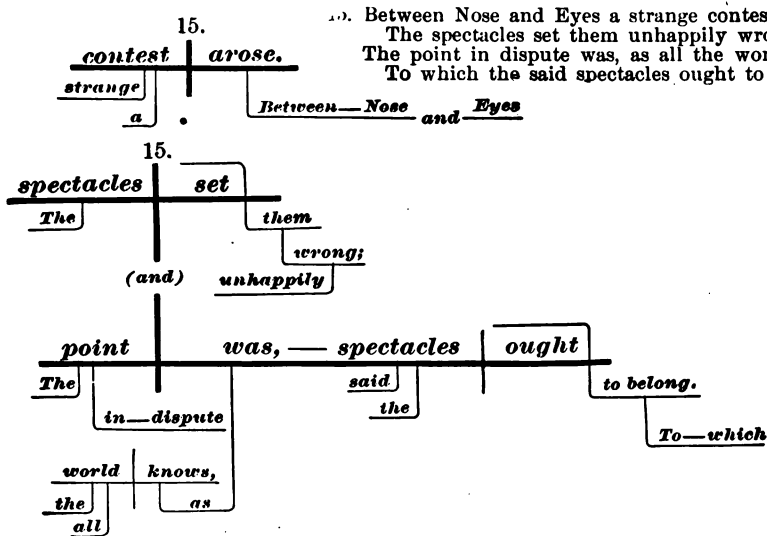 15. Between Nose and Eyes a strange
The spectacles set them unhappily
The point in dispute was, as all the
To which the said spectacles ought to
15.
contest arose.
strange
a
Between—Nose and Eyes
15.
spectacles set
The them
wrong;
(and)
unhappily
point was, — spectacles ought
The said to belong.
the
in—dispute
To—which
world knows,
the as
all